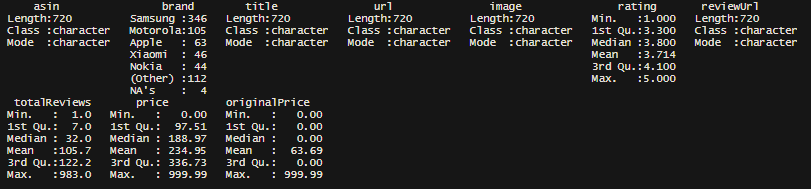 asin               brand         title               url               image               rating       reviewUrl
Length:720         Samsung :346   Length:720         Length:720         Length:720         Min.   :1.000   Length:720
Class :character   Motorola:105   Class :character   Class :character   Class :character   1st Qu.:3.300   Class :character
Mode  :character   Apple   : 63   Mode  :character   Mode  :character   Mode  :character   Median :3.800   Mode  :character
                   Xiaomi  : 46                                                            Mean   :3.714
                   Nokia   : 44                                                            3rd Qu.:4.100
                   (Other) :112                                                            Max.   :5.000
                   NA's    :  4
 totalReviews       price         originalPrice
Min.   :  1.0   Min.   :  0.00   Min.   :  0.00
1st Qu.:  7.0   1st Qu.: 97.51   1st Qu.:  0.00
Median : 32.0   Median :188.97   Median :  0.00
Mean   :105.7   Mean   :234.95   Mean   : 63.69
3rd Qu.:122.2   3rd Qu.:336.73   3rd Qu.:  0.00
Max.   :983.0   Max.   :999.99   Max.   :999.99